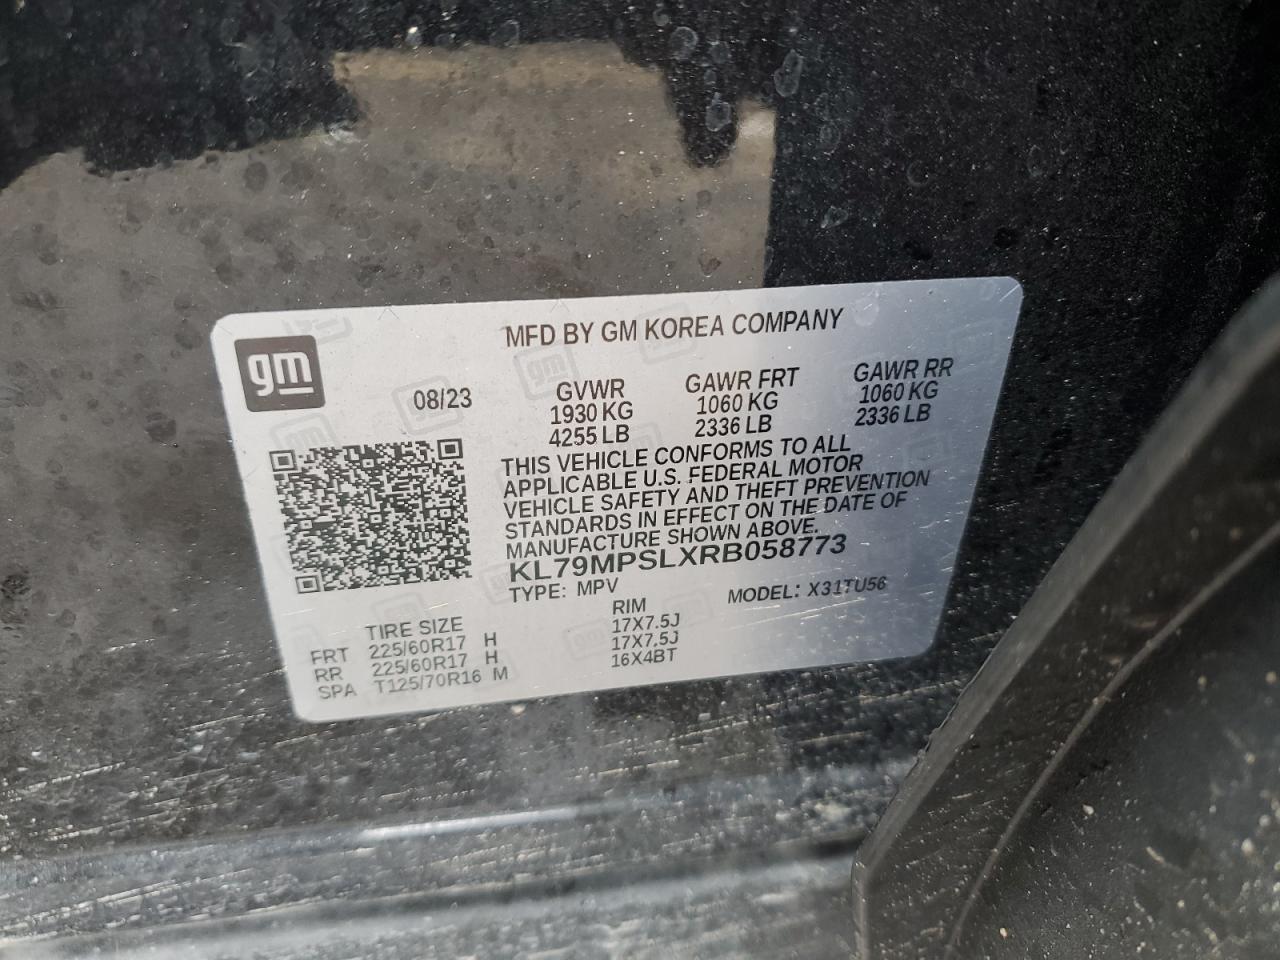 gm
MFD BY GM KOREA COMPANY
08/23
GVWR GAWR FRT GAWR RR
1930 KG 1060 KG 1060 KG
4255 LB 2336 LB 2336 LB
THIS VEHICLE CONFORMS TO ALL
APPLICABLE U.S. FEDERAL MOTOR
VEHICLE SAFETY AND THEFT PREVENTION
STANDARDS IN EFFECT ON THE DATE OF
MANUFACTURE SHOWN ABOVE.
KL79MPSLXRB058773
TYPE: MPV MODEL: X31TU56
TIRE SIZE RIM
FRT 225/60R17 H 17X7.5J
RR 225/60R17 H 17X7.5J
SPA T125/70R16 M 16X4BT